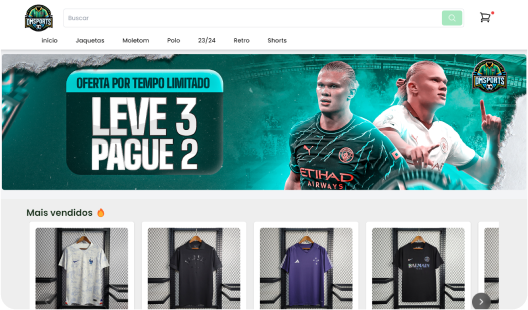 DMSPORTS
Buscar
início
Jaquetas
Moletom
Polo
23/24
Retro
Shorts
OFERTA POR TEMPO LIMITADO
LEVE 3
PAGUE 2
DMSPORTS
ETIHAD
AIRWAYS
Mais vendidos
BALMAIN